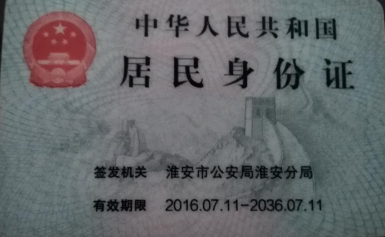 中华人民共和国
居民身份证
签发机关 淮安市公安局淮安分局
有效期限 2016.07.11-2036.07.11